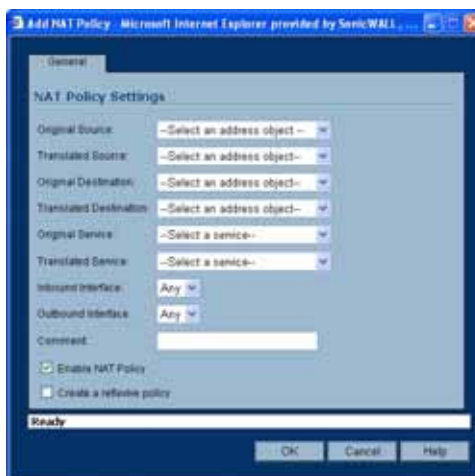 Add NAT Policy - Microsoft Internet Explorer provided by SonicWALL, ...
General
NAT Policy Settings
Original Source: --Select an address object--
Translated Source: --Select an address object--
Original Destination: --Select an address object--
Translated Destination: --Select an address object--
Original Service: --Select a service--
Translated Service: --Select a service--
Inbound Interface: Any
Outbound Interface Any
Comment:
Enable NAT Policy
Create a reflexive policy
Ready
OK Cancel Help